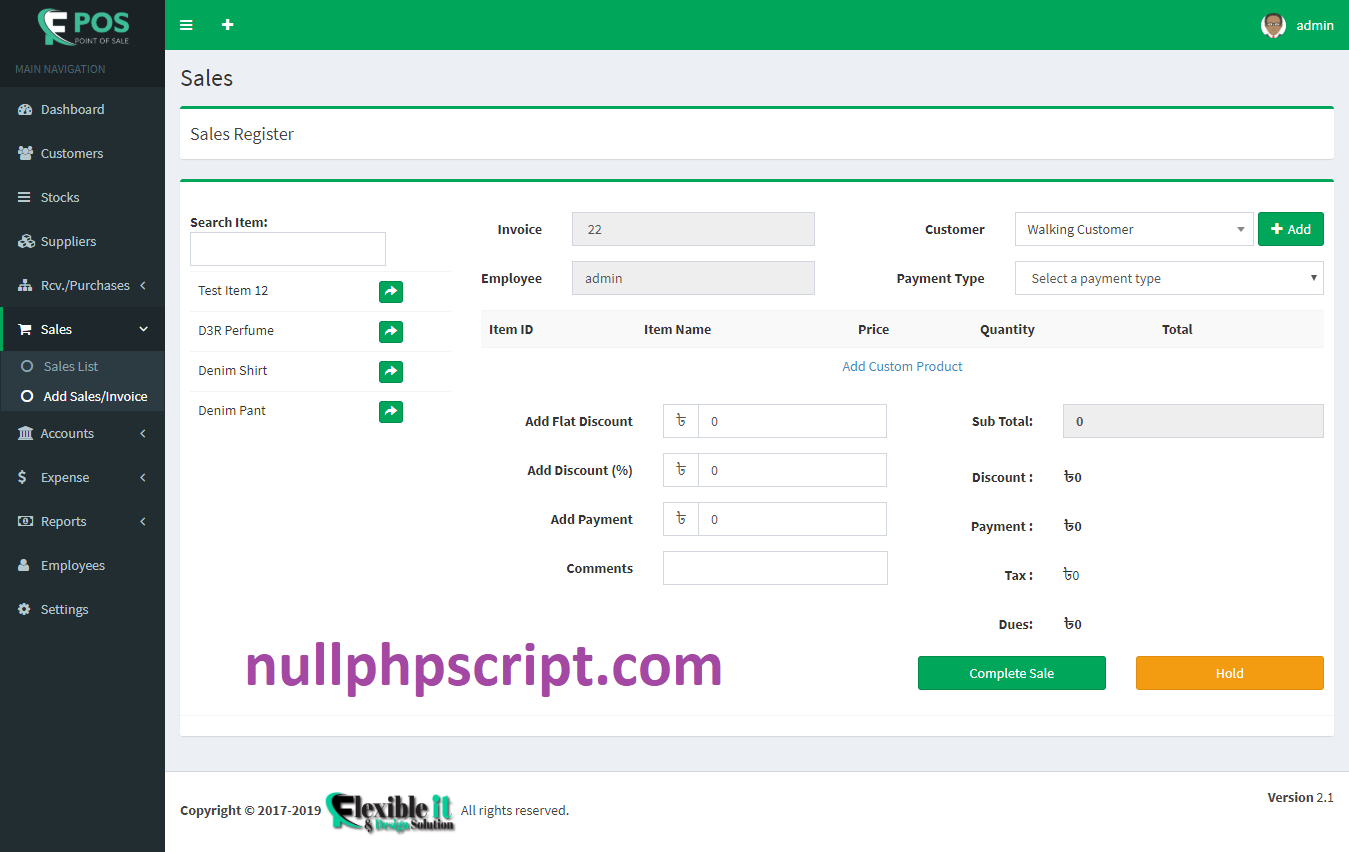 POS
POINT OF SALE
admin
MAIN NAVIGATION
Dashboard
Customers
Stocks
Suppliers
Rcv./Purchases
Sales
Sales List
Add Sales/Invoice
Accounts
Expense
Reports
Employees
Settings
Sales
Sales Register
Search Item:
Test Item 12
D3R Perfume
Denim Shirt
Denim Pant
Invoice 22
Customer Walking Customer Add
Employee admin
Payment Type Select a payment type
Item ID Item Name Price Quantity Total
Add Custom Product
Add Flat Discount ৳ 0
Add Discount (%) ৳ 0
Add Payment ৳ 0
Comments
Sub Total: 0
Discount : ৳0
Payment : ৳0
Tax : ৳0
Dues: ৳0
Complete Sale Hold
nullphpscript.com
Copyright © 2017-2019 Flexible it & Design Solution All rights reserved.
Version 2.1